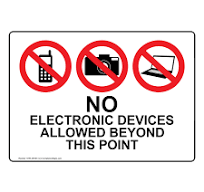 NO
ELECTRONIC DEVICES
ALLOWED BEYOND
THIS POINT